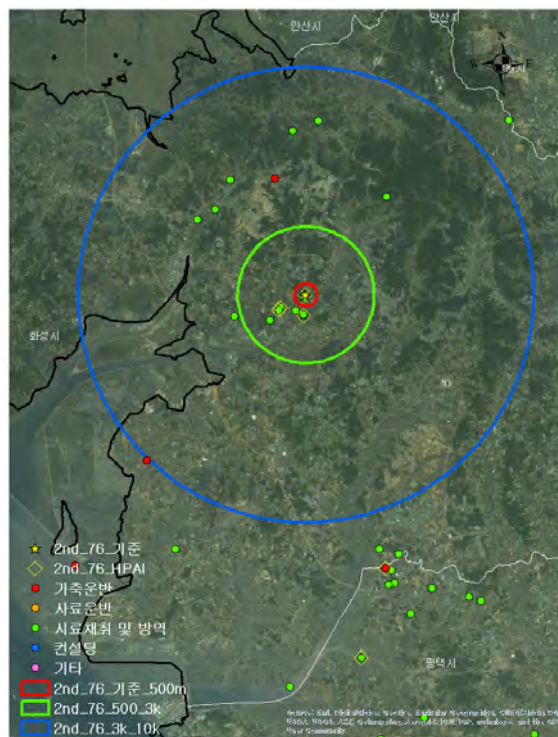 안산시
N
W
E
S
화성시
2nd_76_기준
2nd_76_HPAI
가축운반
사료운반
시료채취 및 방역
컨설팅
기타
2nd_76_기준_500m
2nd_76_500_3k
2nd_76_3k_10k
평택시
User Community